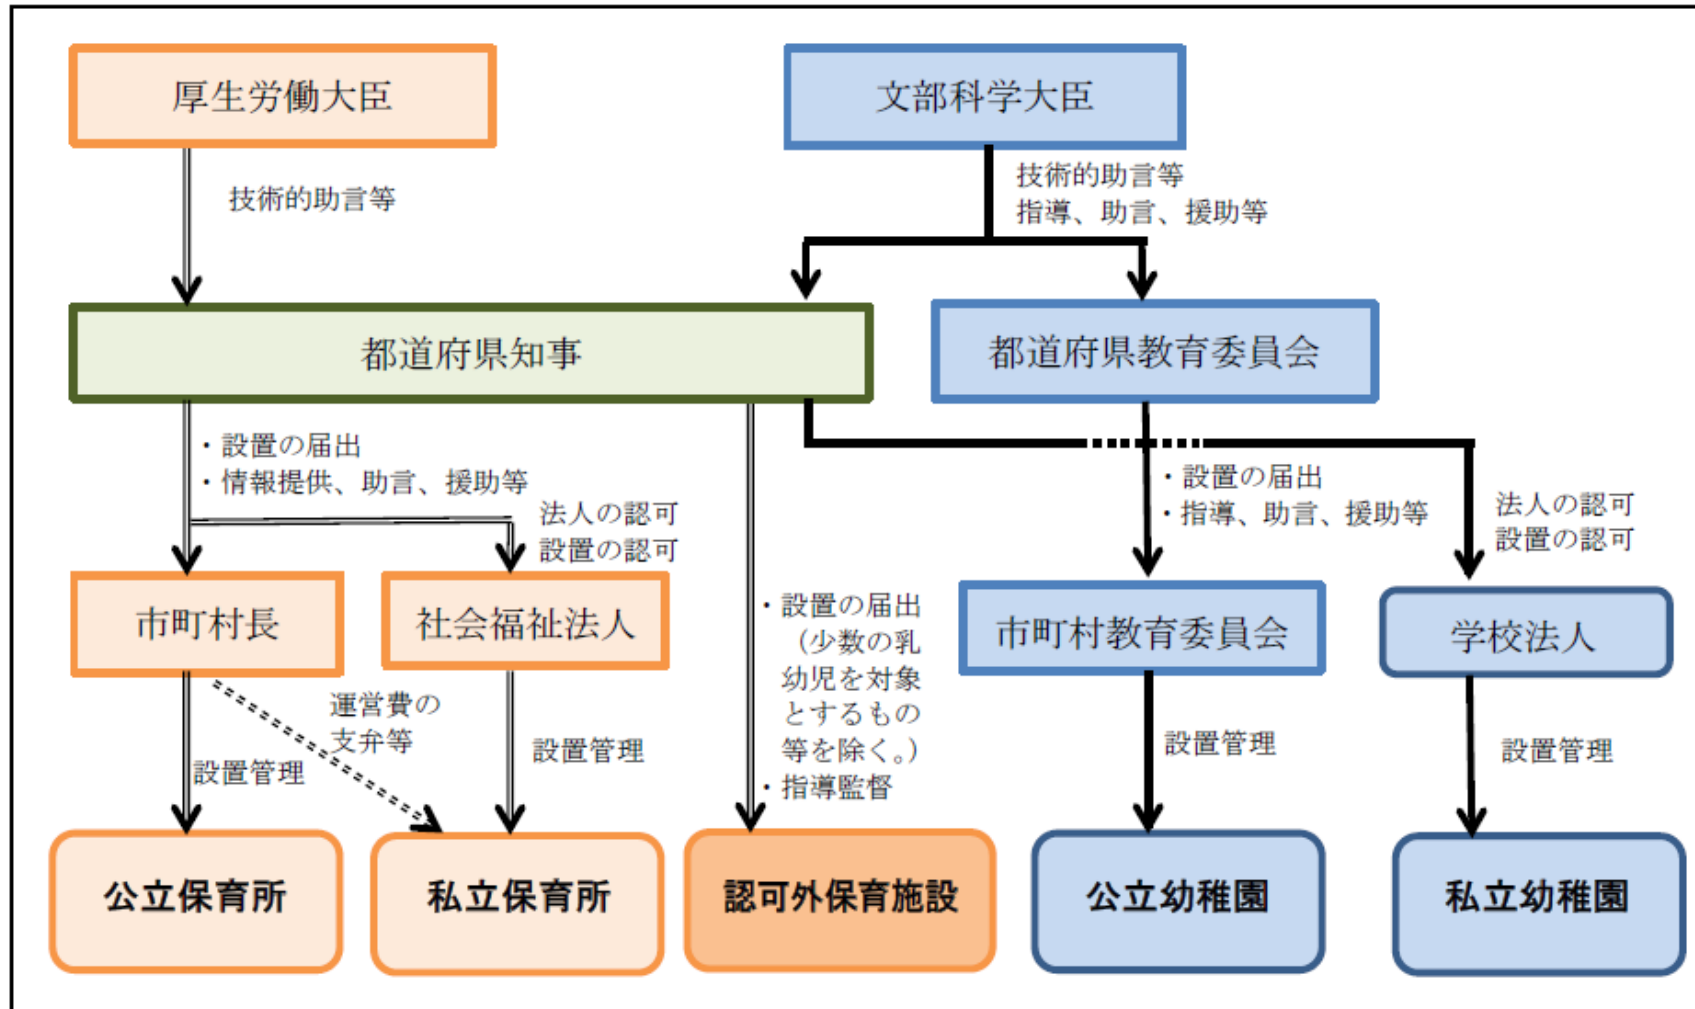 厚生労働大臣
文部科学大臣
技術的助言等
技術的助言等
指導、助言、援助等
都道府県知事
都道府県教育委員会
・設置の届出
・情報提供、助言、援助等
法人の認可
設置の認可
・設置の届出
・指導、助言、援助等
法人の認可
設置の認可
市町村長
社会福祉法人
・設置の届出
（少数の乳
幼児を対象
とするもの
等を除く。）
・指導監督
市町村教育委員会
学校法人
運営費の
支弁等
設置管理
設置管理
設置管理
設置管理
公立保育所
私立保育所
認可外保育施設
公立幼稚園
私立幼稚園